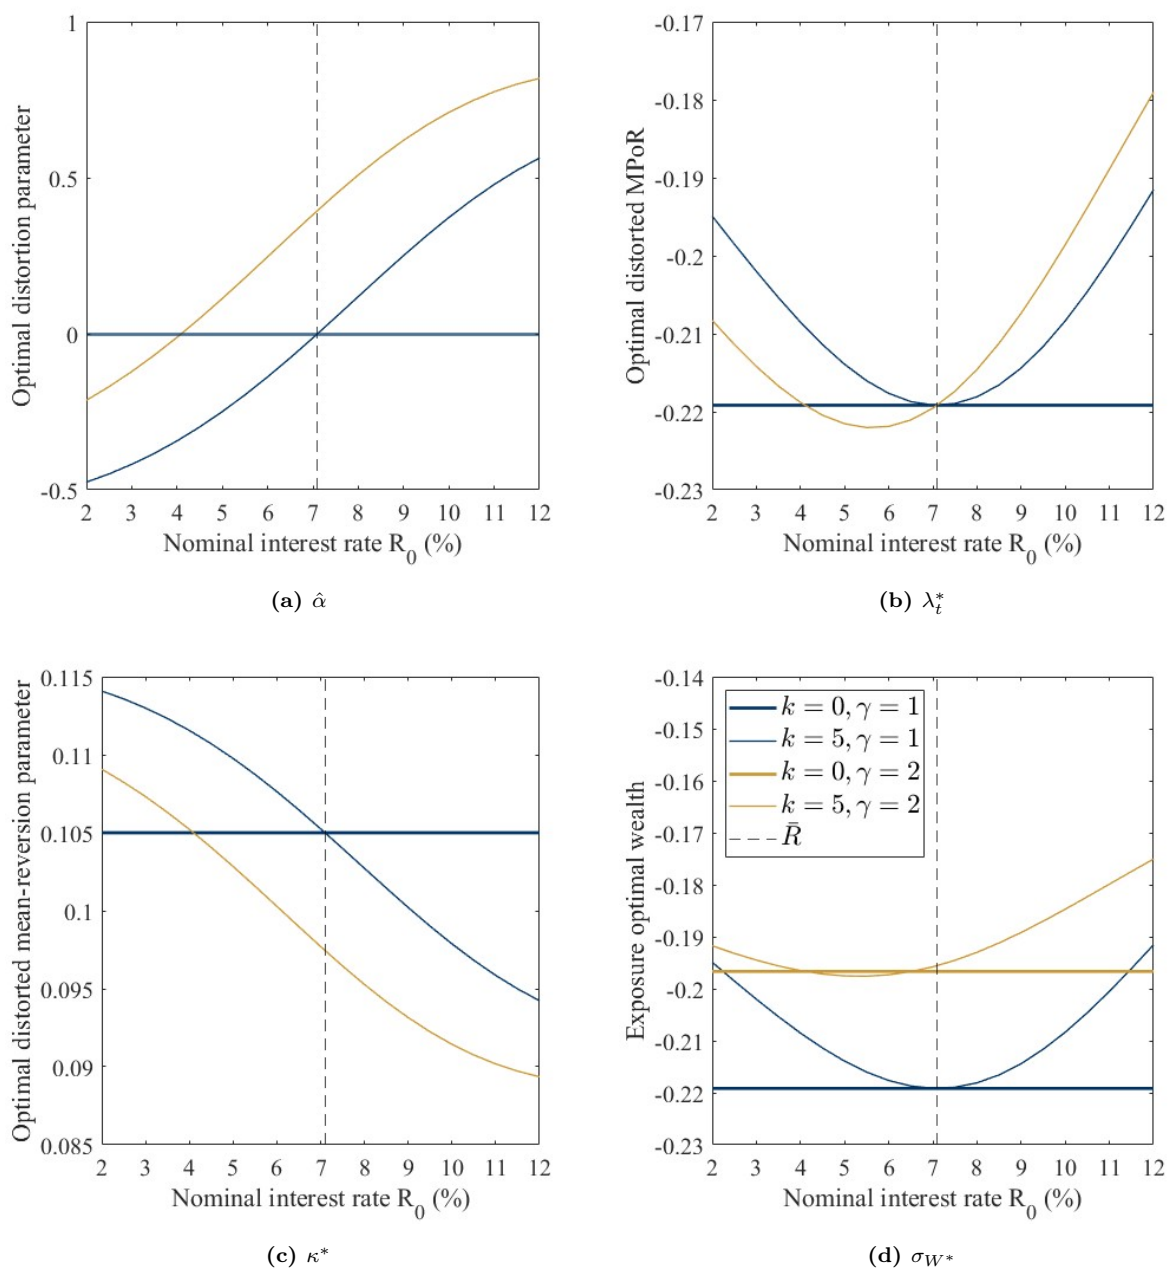 1
0.5
0
-0.5
Optimal distortion parameter
2 3 4 5 6 7 8 9 10 11 12
Nominal interest rate R0 (%)
(a) α̂
-0.17
-0.18
-0.19
-0.2
-0.21
-0.22
-0.23
Optimal distorted MPoR
2 3 4 5 6 7 8 9 10 11 12
Nominal interest rate R0 (%)
(b) λt*
0.115
0.11
0.105
0.1
0.095
0.09
0.085
Optimal distorted mean-reversion parameter
2 3 4 5 6 7 8 9 10 11 12
Nominal interest rate R0 (%)
(c) κ*
-0.14
-0.15
-0.16
-0.17
-0.18
-0.19
-0.2
-0.21
-0.22
-0.23
Exposure optimal wealth
k = 0, γ = 1
k = 5, γ = 1
k = 0, γ = 2
k = 5, γ = 2
R̄
2 3 4 5 6 7 8 9 10 11 12
Nominal interest rate R0 (%)
(d) σW*